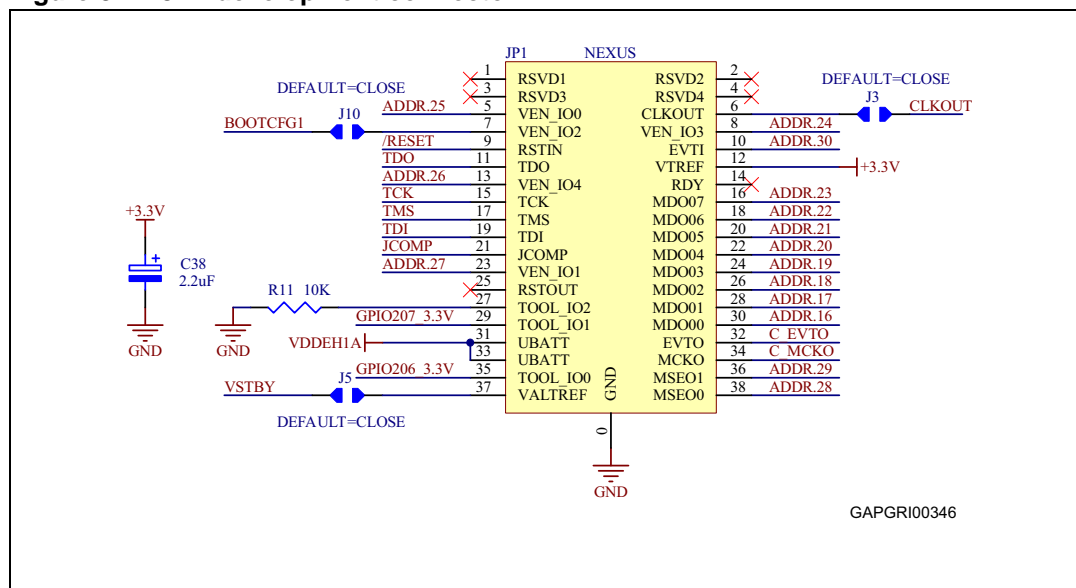 JP1 NEXUS
DEFAULT=CLOSE
J10
BOOTCFG1
ADDR.25
/RESET
TDO
ADDR.26
TCK
TMS
TDI
JCOMP
ADDR.27
+3.3V
+
C38
2.2uF
GND
R11 10K
GND
GPIO207_3.3V
VDDEH1A
GPIO206_3.3V
VSTBY
J5
DEFAULT=CLOSE
1 RSVD1 RSVD2 2
3 RSVD3 RSVD4 4
5 VEN_IO0 CLKOUT 6
7 VEN_IO2 VEN_IO3 8
9 RSTIN EVTI 10
11 TDO VTREF 12
13 VEN_IO4 RDY 14
15 TCK MDO07 16
17 TMS MDO06 18
19 TDI MDO05 20
21 JCOMP MDO04 22
23 VEN_IO1 MDO03 24
25 RSTOUT MDO02 26
27 TOOL_IO2 MDO01 28
29 TOOL_IO1 MDO00 30
31 UBATT EVTO 32
33 UBATT MCKO 34
35 TOOL_IO0 MSEO1 36
37 VALTREF MSEO0 38
GND
0
GND
DEFAULT=CLOSE
J3
CLKOUT
ADDR.24
ADDR.30
+3.3V
ADDR.23
ADDR.22
ADDR.21
ADDR.20
ADDR.19
ADDR.18
ADDR.17
ADDR.16
C_EVTO
C_MCKO
ADDR.29
ADDR.28
GAPGRI00346